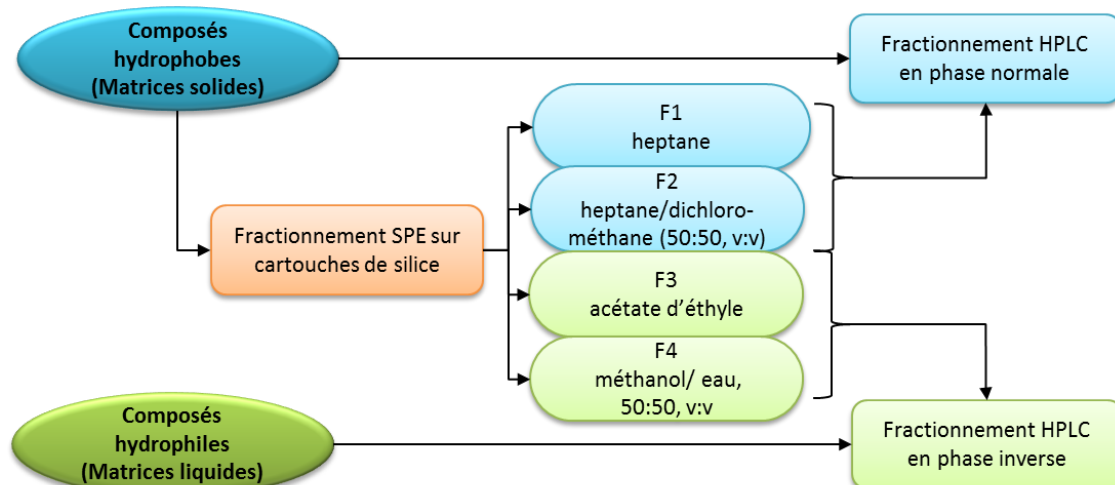 Composés
hydrophobes
(Matrices solides)
Fractionnement HPLC
en phase normale
F1
heptane
F2
heptane/dichloro-
méthane (50:50, v:v)
Fractionnement SPE sur
cartouches de silice
F3
acétate d'éthyle
F4
méthanol/ eau,
50:50, v:v
Composés
hydrophiles
(Matrices liquides)
Fractionnement HPLC
en phase inverse